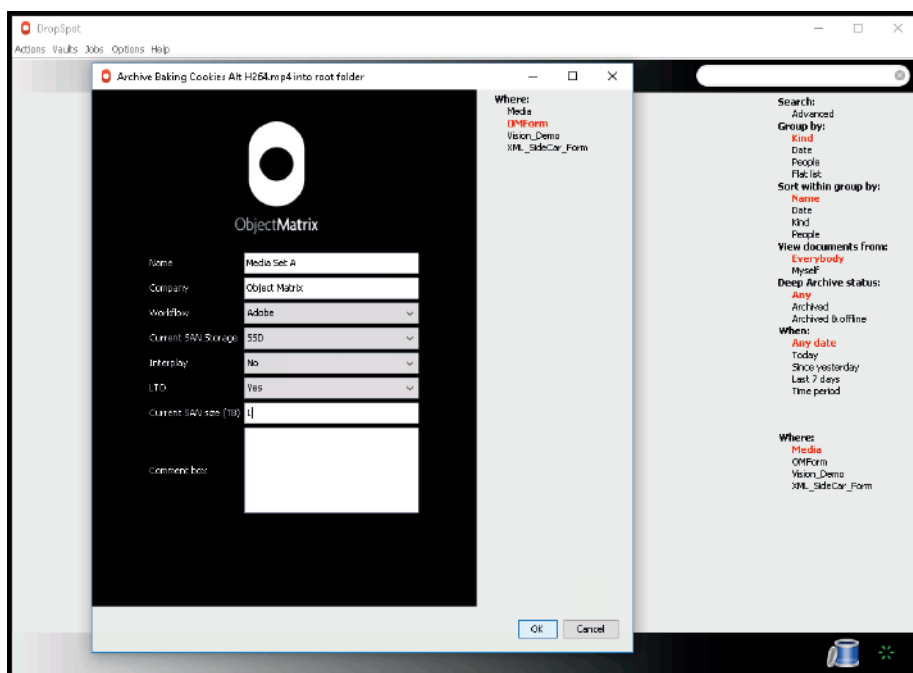 DropSpot
Actions Vaults Jobs Options Help
Archive Baking Cookies Alt H264.mp4 into root folder
ObjectMatrix
Name Media Set A
Company Object Matrix
Workflow Adobe
Current SAN Storage SSD
Interplay No
LTO Yes
Current SAN size (TB) 1
Comment box
Where:
Media
OMForm
Vision_Demo
XML_SideCar_Form
OK Cancel
Search:
Advanced
Group by:
Kind
Date
People
Flat list
Sort within group by:
Name
Date
Kind
People
View documents from:
Everybody
Myself
Deep Archive status:
Any
Archived
Archived & offline
When:
Any date
Today
Since yesterday
Last 7 days
Time period
Where:
Media
OMForm
Vision_Demo
XML_SideCar_Form